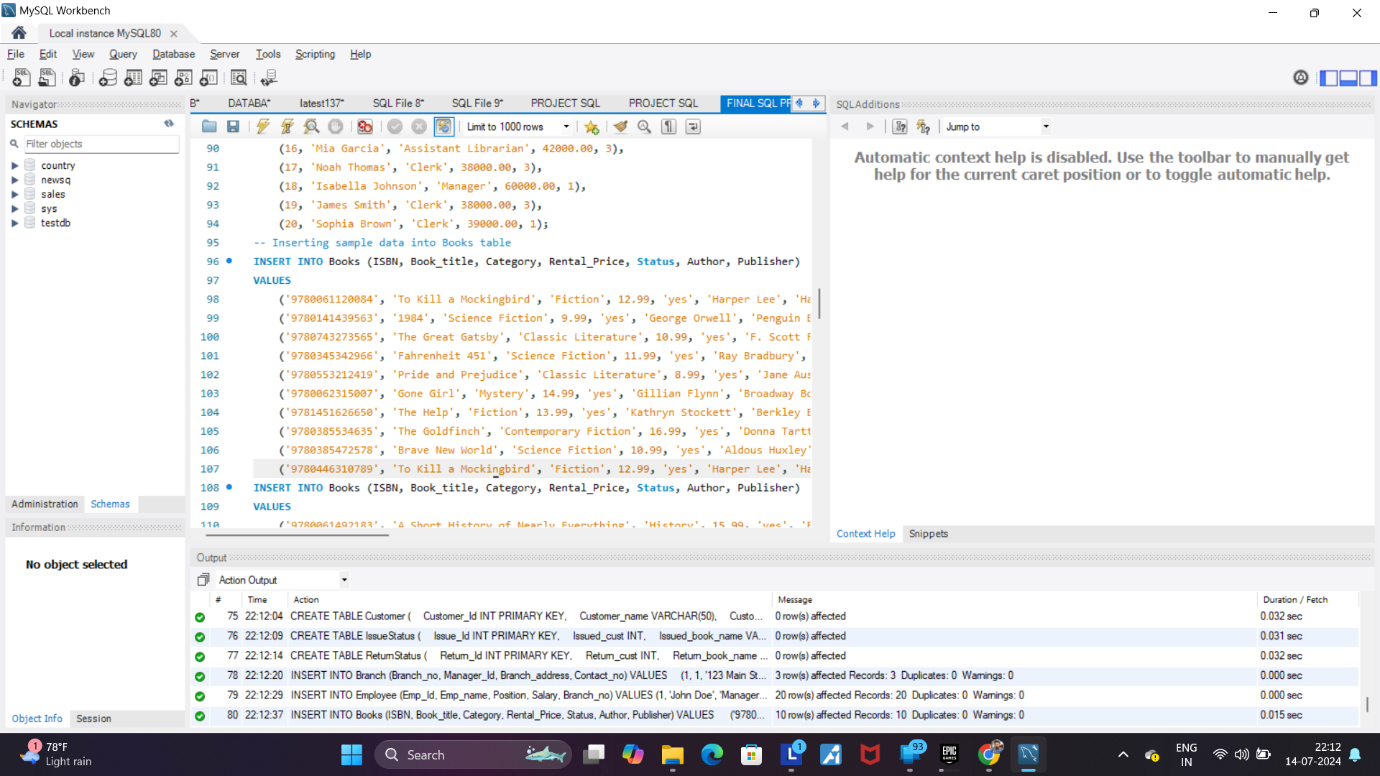 MySQL Workbench
Local instance MySQL80
File Edit View Query Database Server Tools Scripting Help
Navigator
SCHEMAS
Filter objects
country
newsq
sales
sys
testdb
Administration Schemas
Information
No object selected
Object Info Session
B* DATABA* latest137* SQL File 8* SQL File 9* PROJECT SQL PROJECT SQL FINAL SQL PR
Limit to 1000 rows
90 (16, 'Mia Garcia', 'Assistant Librarian', 42000.00, 3),
91 (17, 'Noah Thomas', 'Clerk', 38000.00, 3),
92 (18, 'Isabella Johnson', 'Manager', 60000.00, 1),
93 (19, 'James Smith', 'Clerk', 38000.00, 3),
94 (20, 'Sophia Brown', 'Clerk', 39000.00, 1);
95 -- Inserting sample data into Books table
96 INSERT INTO Books (ISBN, Book_title, Category, Rental_Price, Status, Author, Publisher)
97 VALUES
98 ('9780061120084', 'To Kill a Mockingbird', 'Fiction', 12.99, 'yes', 'Harper Lee', 'Ha
99 ('9780141439563', '1984', 'Science Fiction', 9.99, 'yes', 'George Orwell', 'Penguin B
100 ('9780743273565', 'The Great Gatsby', 'Classic Literature', 10.99, 'yes', 'F. Scott F
101 ('9780345342966', 'Fahrenheit 451', 'Science Fiction', 11.99, 'yes', 'Ray Bradbury',
102 ('9780553212419', 'Pride and Prejudice', 'Classic Literature', 8.99, 'yes', 'Jane Aus
103 ('9780062315007', 'Gone Girl', 'Mystery', 14.99, 'yes', 'Gillian Flynn', 'Broadway Bo
104 ('9781451626650', 'The Help', 'Fiction', 13.99, 'yes', 'Kathryn Stockett', 'Berkley B
105 ('9780385534635', 'The Goldfinch', 'Contemporary Fiction', 16.99, 'yes', 'Donna Tartt
106 ('9780385472578', 'Brave New World', 'Science Fiction', 10.99, 'yes', 'Aldous Huxley'
107 ('9780446310789', 'To Kill a Mockingbird', 'Fiction', 12.99, 'yes', 'Harper Lee', 'Ha
108 INSERT INTO Books (ISBN, Book_title, Category, Rental_Price, Status, Author, Publisher)
109 VALUES
110 ('9780061492183', 'A Short History of Nearly Everything', 'History', 15.99, 'yes', 'B
SQLAdditions
Jump to
Automatic context help is disabled. Use the toolbar to manually get
help for the current caret position or to toggle automatic help.
Context Help Snippets
Output
Action Output
# Time Action Message Duration / Fetch
75 22:12:04 CREATE TABLE Customer ( Customer_Id INT PRIMARY KEY, Customer_name VARCHAR(50), Custo... 0 row(s) affected 0.032 sec
76 22:12:09 CREATE TABLE IssueStatus ( Issue_Id INT PRIMARY KEY, Issued_cust INT, Issued_book_name VA... 0 row(s) affected 0.031 sec
77 22:12:14 CREATE TABLE ReturnStatus ( Return_Id INT PRIMARY KEY, Return_cust INT, Return_book_name ... 0 row(s) affected 0.032 sec
78 22:12:20 INSERT INTO Branch (Branch_no, Manager_Id, Branch_address, Contact_no) VALUES (1, 1, '123 Main St... 3 row(s) affected Records: 3 Duplicates: 0 Warnings: 0 0.000 sec
79 22:12:29 INSERT INTO Employee (Emp_Id, Emp_name, Position, Salary, Branch_no) VALUES (1, 'John Doe', 'Manager... 20 row(s) affected Records: 20 Duplicates: 0 Warnings: 0 0.000 sec
80 22:12:37 INSERT INTO Books (ISBN, Book_title, Category, Rental_Price, Status, Author, Publisher) VALUES ('9780... 10 row(s) affected Records: 10 Duplicates: 0 Warnings: 0 0.015 sec
1
78°F
Light rain
Search
1
93
EPIC GAMES
ENG
IN
22:12
14-07-2024